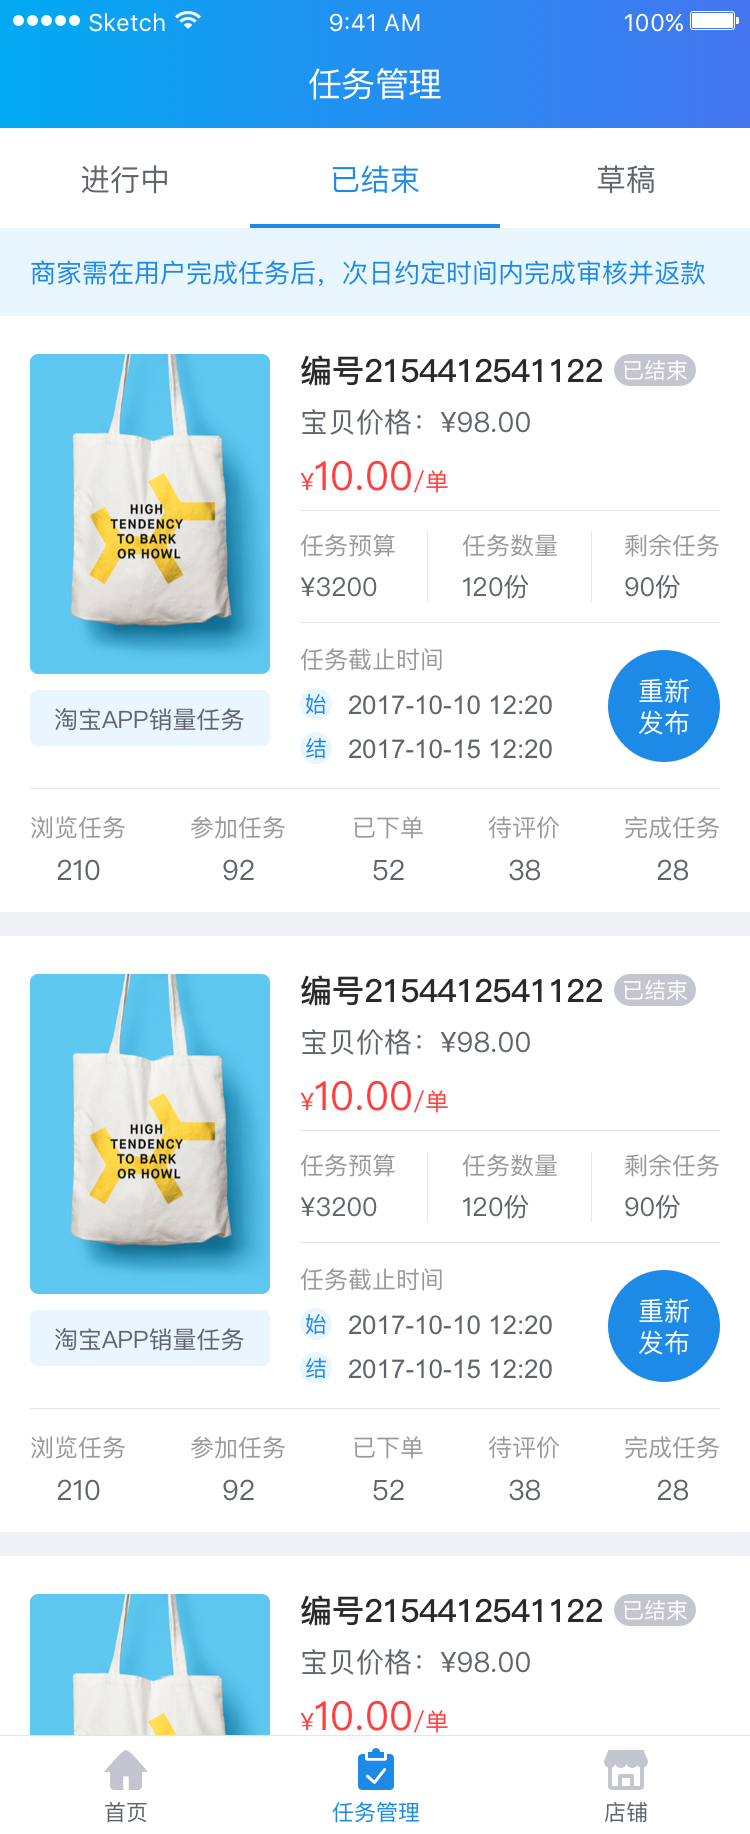 Sketch 9:41 AM 100%
任务管理
进行中 已结束 草稿
商家需在用户完成任务后，次日约定时间内完成审核并返款
编号2154412541122 已结束
宝贝价格：¥98.00
¥10.00/单
HIGH
TENDENCY
TO BARK
OR HOWL
任务预算 任务数量 剩余任务
¥3200 120份 90份
任务截止时间
始 2017-10-10 12:20
结 2017-10-15 12:20
重新
发布
淘宝APP销量任务
浏览任务 参加任务 已下单 待评价 完成任务
210 92 52 38 28
编号2154412541122 已结束
宝贝价格：¥98.00
¥10.00/单
HIGH
TENDENCY
TO BARK
OR HOWL
任务预算 任务数量 剩余任务
¥3200 120份 90份
任务截止时间
始 2017-10-10 12:20
结 2017-10-15 12:20
重新
发布
淘宝APP销量任务
浏览任务 参加任务 已下单 待评价 完成任务
210 92 52 38 28
编号2154412541122 已结束
宝贝价格：¥98.00
¥10.00/单
首页 任务管理 店铺